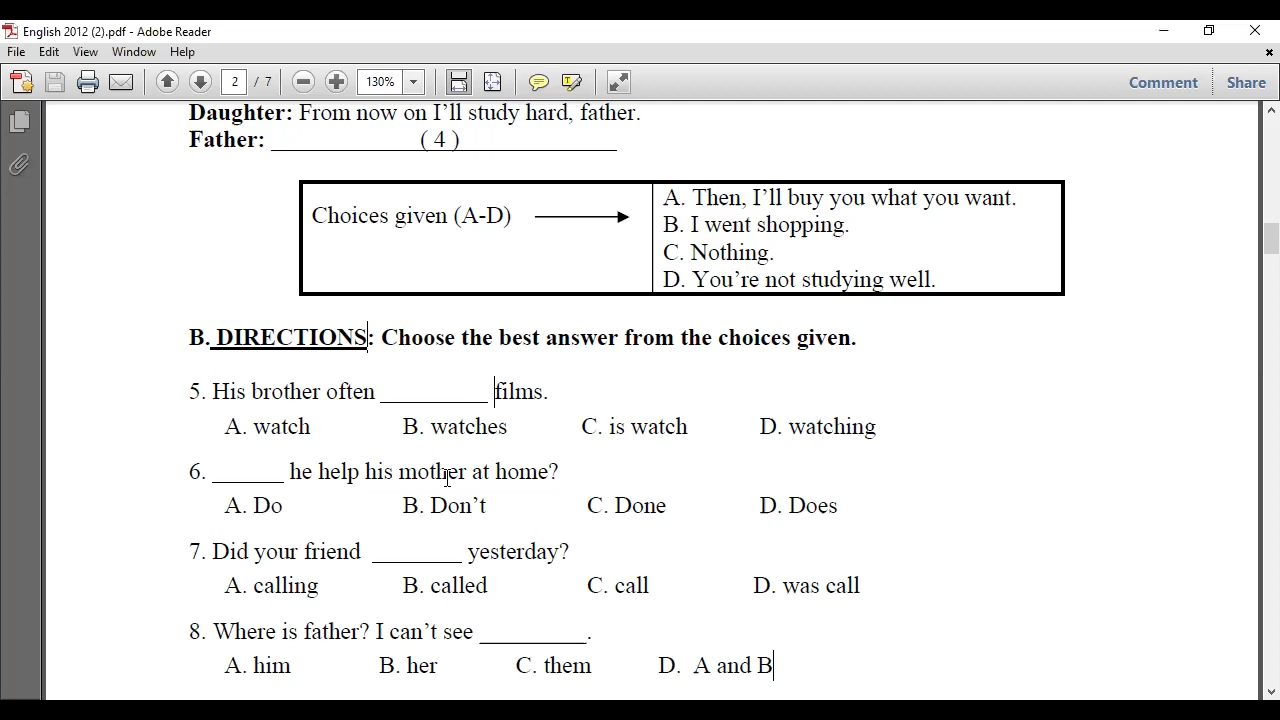 English 2012 (2).pdf - Adobe Reader
File Edit View Window Help
2 / 7 130% Comment Share
Daughter: From now on I’ll study hard, father.
Father: ____________( 4 )____________
Choices given (A-D)
A. Then, I’ll buy you what you want.
B. I went shopping.
C. Nothing.
D. You’re not studying well.
B. DIRECTIONS: Choose the best answer from the choices given.
5. His brother often _________ films.
A. watch B. watches C. is watch D. watching
6. ______ he help his mother at home?
A. Do B. Don’t C. Done D. Does
7. Did your friend ________ yesterday?
A. calling B. called C. call D. was call
8. Where is father? I can’t see _________.
A. him B. her C. them D. A and B